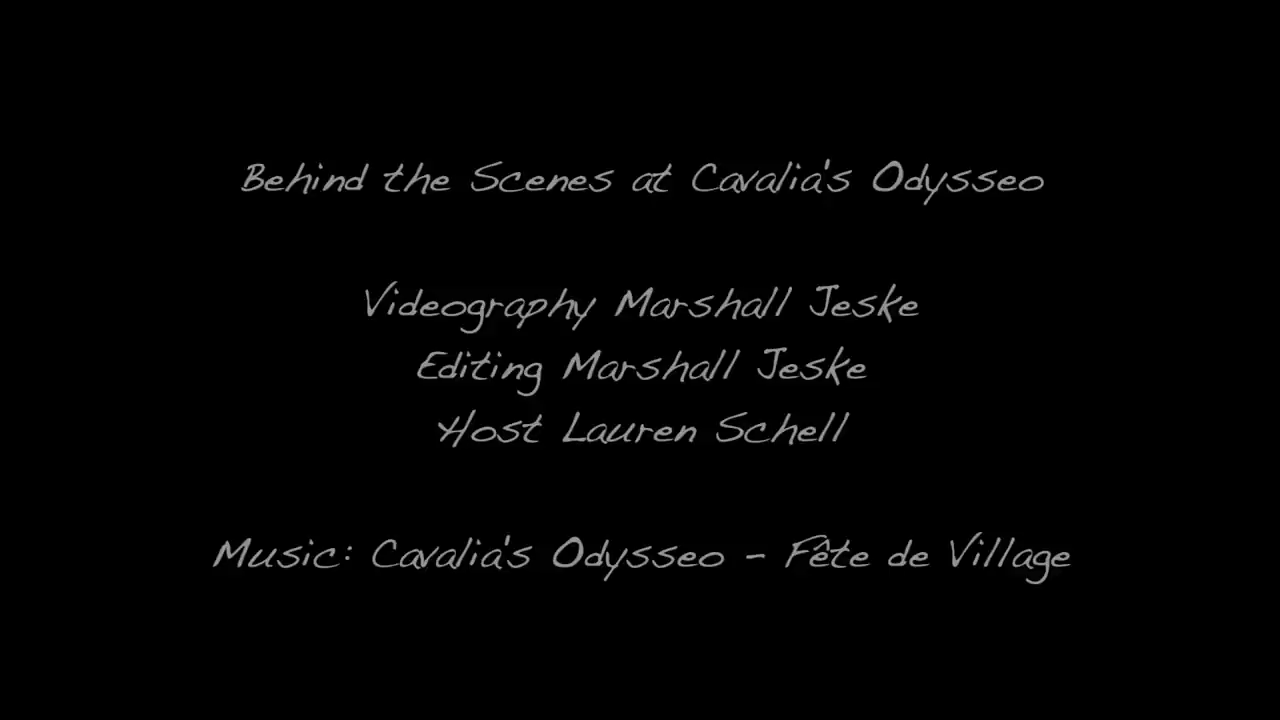 Behind the Scenes at Cavalia's Odysseo
Videography Marshall Jeske
Editing Marshall Jeske
Host Lauren Schell
Music: Cavalia's Odysseo - Fête de Village